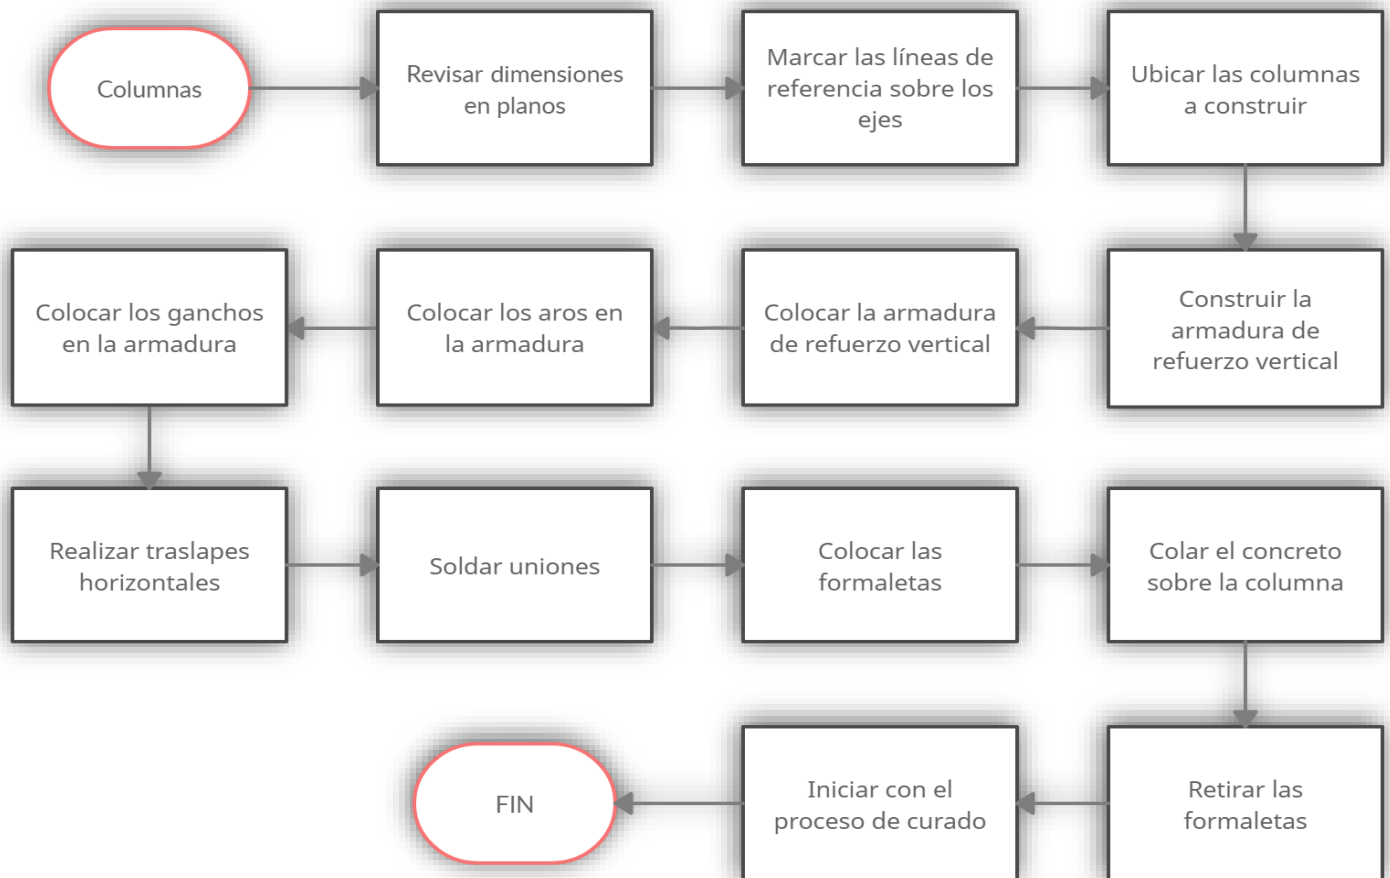 Columnas
Revisar dimensiones
en planos
Marcar las líneas de
referencia sobre los
ejes
Ubicar las columnas
a construir
Construir la
armadura de
refuerzo vertical
Colocar la armadura
de refuerzo vertical
Colocar los aros en
la armadura
Colocar los ganchos
en la armadura
Realizar traslapes
horizontales
Soldar uniones
Colocar las
formaletas
Colar el concreto
sobre la columna
Retirar las
formaletas
Iniciar con el
proceso de curado
FIN